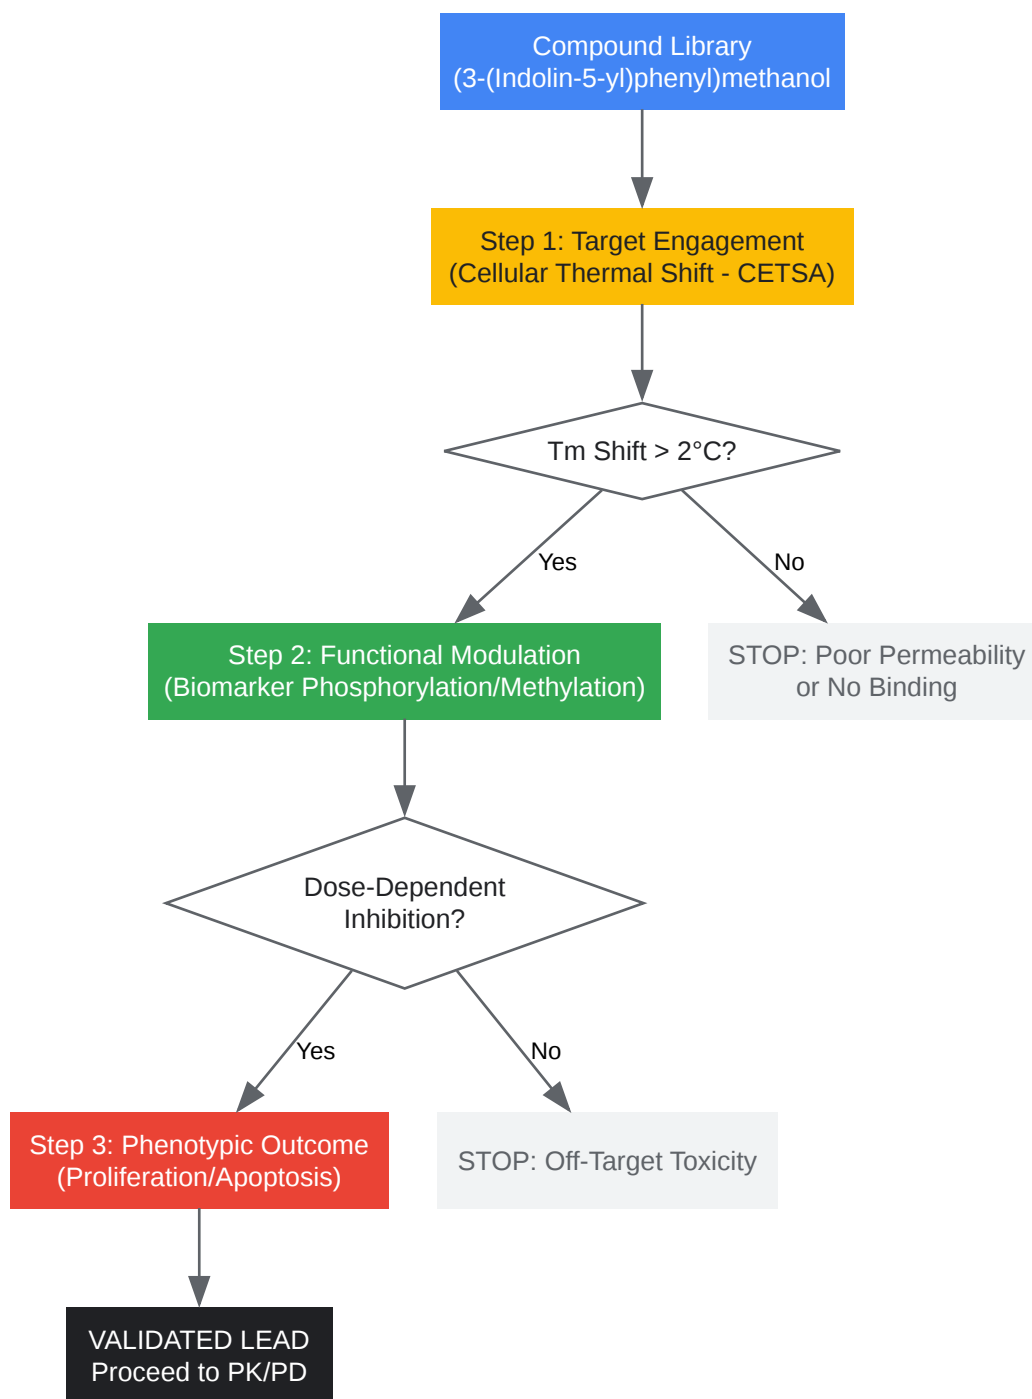 Compound Library
(3-(Indolin-5-yl)phenyl)methanol
Step 1: Target Engagement
(Cellular Thermal Shift - CETSA)
Tm Shift > 2°C?
Yes
No
Step 2: Functional Modulation
(Biomarker Phosphorylation/Methylation)
STOP: Poor Permeability
or No Binding
Dose-Dependent
Inhibition?
Yes
No
Step 3: Phenotypic Outcome
(Proliferation/Apoptosis)
STOP: Off-Target Toxicity
VALIDATED LEAD
Proceed to PK/PD